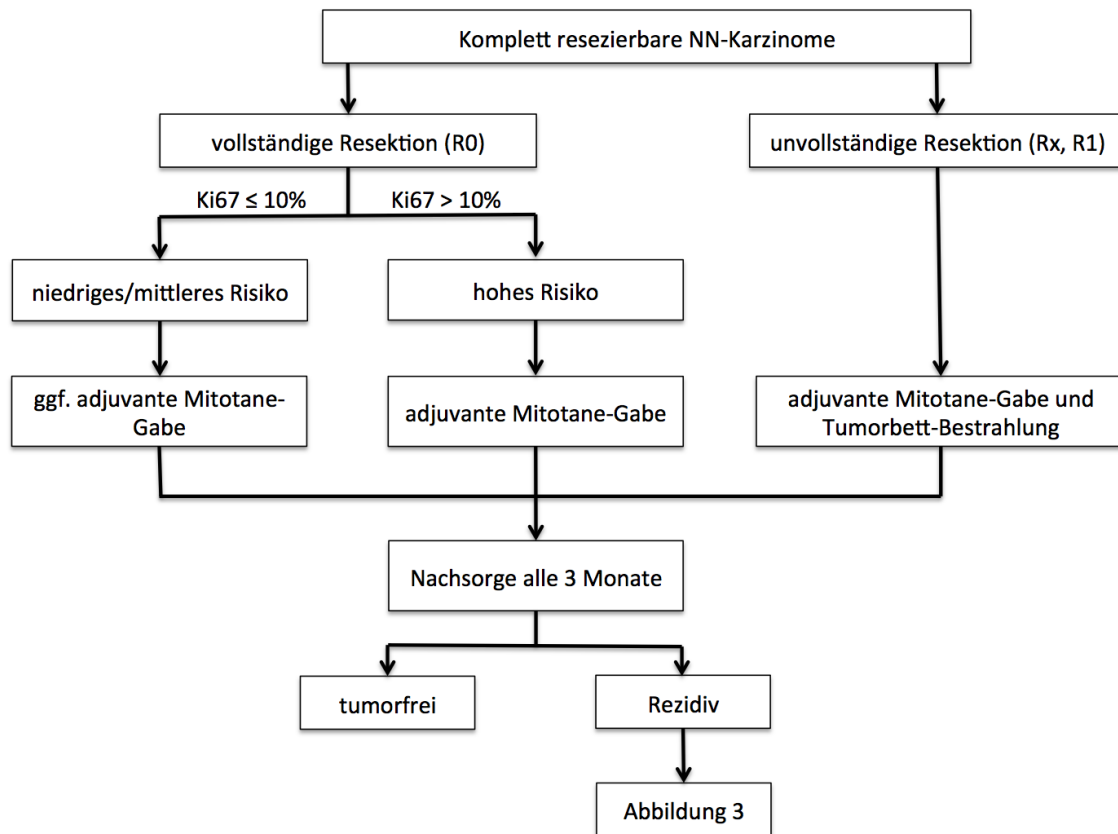 Komplett resezierbare NN-Karzinome
vollständige Resektion (R0)
unvollständige Resektion (Rx, R1)
Ki67 ≤ 10%
Ki67 > 10%
niedriges/mittleres Risiko
hohes Risiko
ggf. adjuvante Mitotane-
Gabe
adjuvante Mitotane-Gabe
adjuvante Mitotane-Gabe und
Tumorbett-Bestrahlung
Nachsorge alle 3 Monate
tumorfrei
Rezidiv
Abbildung 3